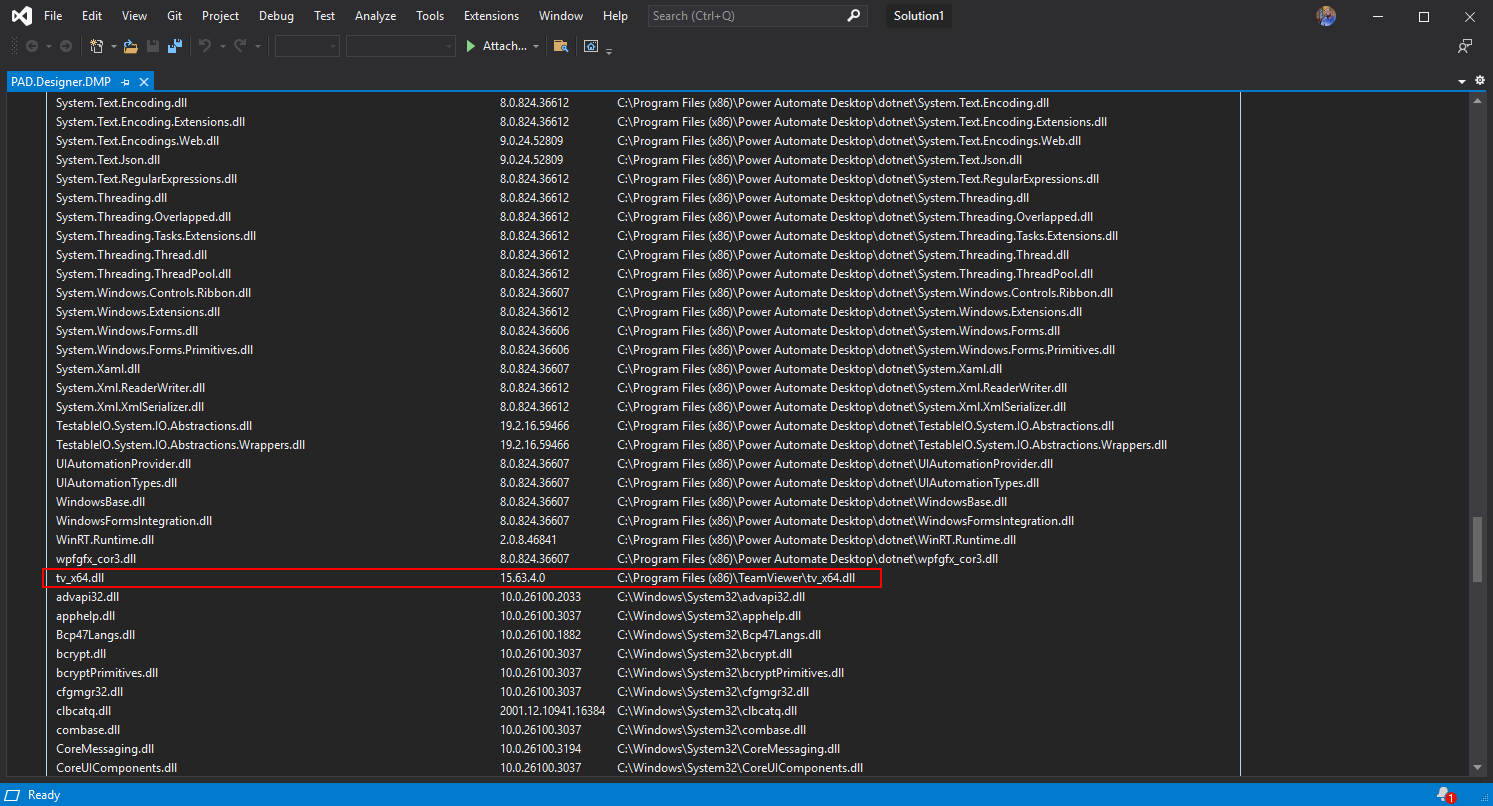 File Edit View Git Project Debug Test Analyze Tools Extensions Window Help Search (Ctrl+Q) Solution1
Attach...
PAD.Designer.DMP
System.Text.Encoding.dll 8.0.824.36612 C:\Program Files (x86)\Power Automate Desktop\dotnet\System.Text.Encoding.dll
System.Text.Encoding.Extensions.dll 8.0.824.36612 C:\Program Files (x86)\Power Automate Desktop\dotnet\System.Text.Encoding.Extensions.dll
System.Text.Encodings.Web.dll 9.0.24.52809 C:\Program Files (x86)\Power Automate Desktop\dotnet\System.Text.Encodings.Web.dll
System.Text.Json.dll 9.0.24.52809 C:\Program Files (x86)\Power Automate Desktop\dotnet\System.Text.Json.dll
System.Text.RegularExpressions.dll 8.0.824.36612 C:\Program Files (x86)\Power Automate Desktop\dotnet\System.Text.RegularExpressions.dll
System.Threading.dll 8.0.824.36612 C:\Program Files (x86)\Power Automate Desktop\dotnet\System.Threading.dll
System.Threading.Overlapped.dll 8.0.824.36612 C:\Program Files (x86)\Power Automate Desktop\dotnet\System.Threading.Overlapped.dll
System.Threading.Tasks.Extensions.dll 8.0.824.36612 C:\Program Files (x86)\Power Automate Desktop\dotnet\System.Threading.Tasks.Extensions.dll
System.Threading.Thread.dll 8.0.824.36612 C:\Program Files (x86)\Power Automate Desktop\dotnet\System.Threading.Thread.dll
System.Threading.ThreadPool.dll 8.0.824.36612 C:\Program Files (x86)\Power Automate Desktop\dotnet\System.Threading.ThreadPool.dll
System.Windows.Controls.Ribbon.dll 8.0.824.36607 C:\Program Files (x86)\Power Automate Desktop\dotnet\System.Windows.Controls.Ribbon.dll
System.Windows.Extensions.dll 8.0.824.36612 C:\Program Files (x86)\Power Automate Desktop\dotnet\System.Windows.Extensions.dll
System.Windows.Forms.dll 8.0.824.36606 C:\Program Files (x86)\Power Automate Desktop\dotnet\System.Windows.Forms.dll
System.Windows.Forms.Primitives.dll 8.0.824.36606 C:\Program Files (x86)\Power Automate Desktop\dotnet\System.Windows.Forms.Primitives.dll
System.Xaml.dll 8.0.824.36607 C:\Program Files (x86)\Power Automate Desktop\dotnet\System.Xaml.dll
System.Xml.ReaderWriter.dll 8.0.824.36612 C:\Program Files (x86)\Power Automate Desktop\dotnet\System.Xml.ReaderWriter.dll
System.Xml.XmlSerializer.dll 8.0.824.36612 C:\Program Files (x86)\Power Automate Desktop\dotnet\System.Xml.XmlSerializer.dll
TestableIO.System.IO.Abstractions.dll 19.2.16.59466 C:\Program Files (x86)\Power Automate Desktop\dotnet\TestableIO.System.IO.Abstractions.dll
TestableIO.System.IO.Abstractions.Wrappers.dll 19.2.16.59466 C:\Program Files (x86)\Power Automate Desktop\dotnet\TestableIO.System.IO.Abstractions.Wrappers.dll
UIAutomationProvider.dll 8.0.824.36607 C:\Program Files (x86)\Power Automate Desktop\dotnet\UIAutomationProvider.dll
UIAutomationTypes.dll 8.0.824.36607 C:\Program Files (x86)\Power Automate Desktop\dotnet\UIAutomationTypes.dll
WindowsBase.dll 8.0.824.36607 C:\Program Files (x86)\Power Automate Desktop\dotnet\WindowsBase.dll
WindowsFormsIntegration.dll 8.0.824.36607 C:\Program Files (x86)\Power Automate Desktop\dotnet\WindowsFormsIntegration.dll
WinRT.Runtime.dll 2.0.8.46841 C:\Program Files (x86)\Power Automate Desktop\dotnet\WinRT.Runtime.dll
wpfgfx_cor3.dll 8.0.824.36607 C:\Program Files (x86)\Power Automate Desktop\dotnet\wpfgfx_cor3.dll
tv_x64.dll 15.63.4.0 C:\Program Files (x86)\TeamViewer\tv_x64.dll
advapi32.dll 10.0.26100.2033 C:\Windows\System32\advapi32.dll
apphelp.dll 10.0.26100.3037 C:\Windows\System32\apphelp.dll
Bcp47Langs.dll 10.0.26100.1882 C:\Windows\System32\Bcp47Langs.dll
bcrypt.dll 10.0.26100.3037 C:\Windows\System32\bcrypt.dll
bcryptPrimitives.dll 10.0.26100.3037 C:\Windows\System32\bcryptPrimitives.dll
cfgmgr32.dll 10.0.26100.3037 C:\Windows\System32\cfgmgr32.dll
clbcatq.dll 2001.12.10941.16384 C:\Windows\System32\clbcatq.dll
combase.dll 10.0.26100.3037 C:\Windows\System32\combase.dll
CoreMessaging.dll 10.0.26100.3194 C:\Windows\System32\CoreMessaging.dll
CoreUIComponents.dll 10.0.26100.3037 C:\Windows\System32\CoreUIComponents.dll
Ready 1